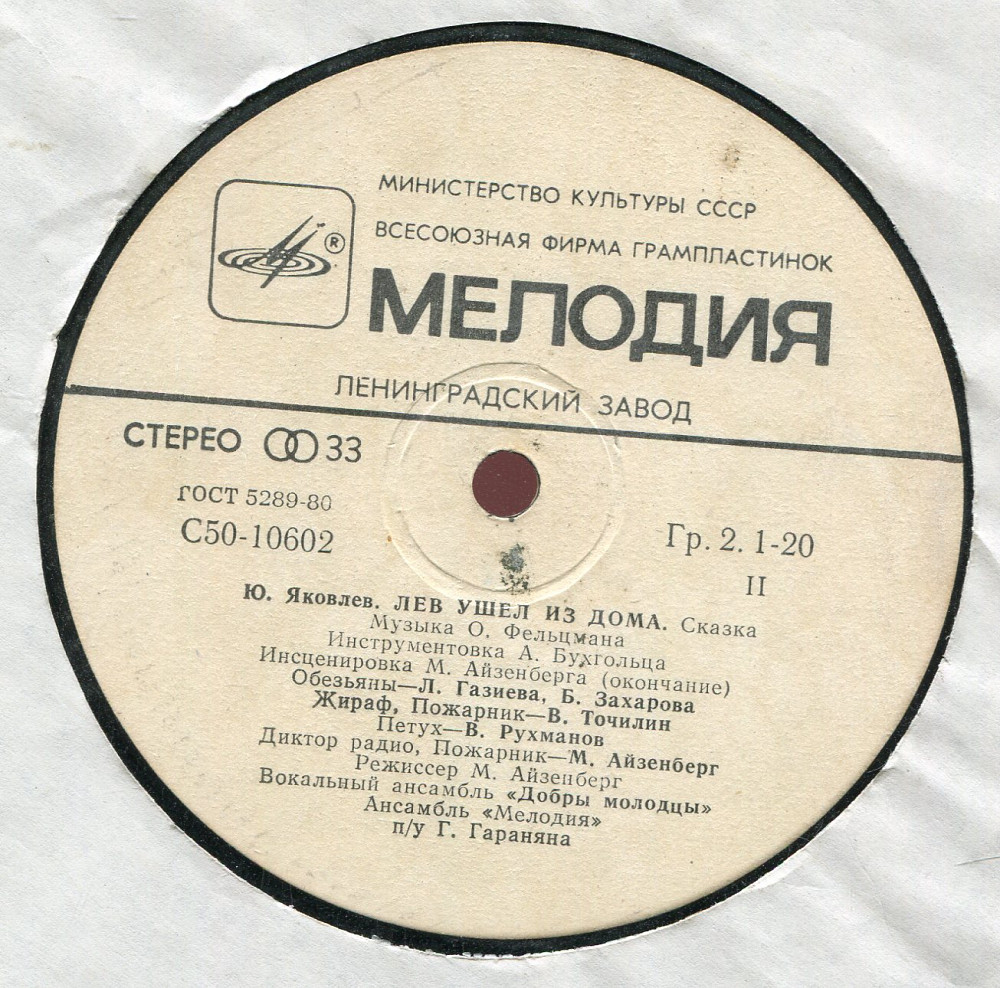 МИНИСТЕРСТВО КУЛЬТУРЫ СССР
ВСЕСОЮЗНАЯ ФИРМА ГРАМПЛАСТИНОК
®
МЕЛОДИЯ
ЛЕНИНГРАДСКИЙ ЗАВОД
СТЕРЕО 33
ГОСТ 5289-80
С50-10602
Гр. 2. 1-20
II
Ю. Яковлев. ЛЕВ УШЕЛ ИЗ ДОМА. Сказка
Музыка О. Фельцмана
Инструментовка А. Бухгольца
Инсценировка М. Айзенберга (окончание)
Обезьяны—Л. Газиева, Б. Захарова
Жираф, Пожарник—В. Точилин
Петух—В. Рухманов
Диктор радио, Пожарник—М. Айзенберг
Режиссер М. Айзенберг
Вокальный ансамбль «Добры молодцы»
Ансамбль «Мелодия»
п/у Г. Гараняна